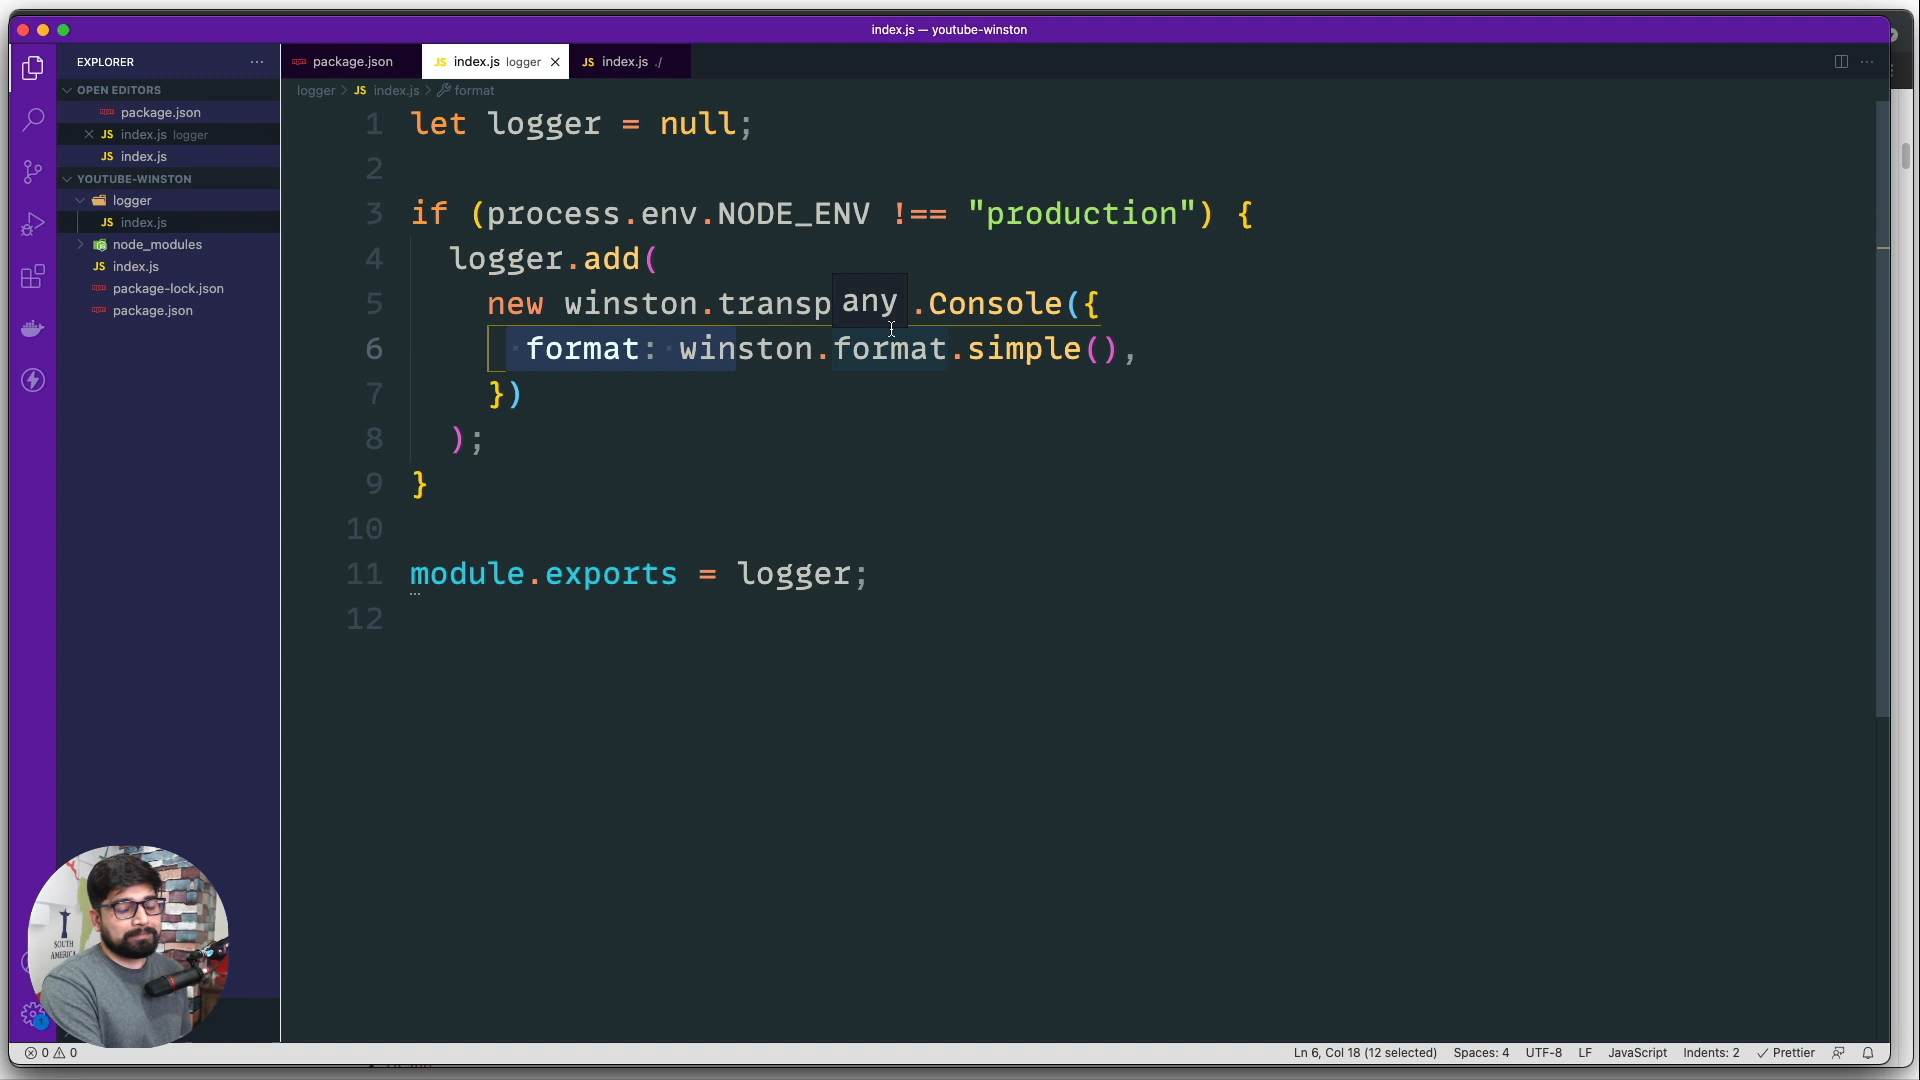 index.js — youtube-winston
EXPLORER
package.json
index.js logger
index.js ./
OPEN EDITORS
package.json
index.js logger
index.js
YOUTUBE-WINSTON
logger
index.js
node_modules
index.js
package-lock.json
package.json
logger > JS index.js > format
1 let logger = null;
2
3 if (process.env.NODE_ENV !== "production") {
4 logger.add(
5 new winston.transp any .Console({
6 format: winston.format.simple(),
7 })
8 );
9 }
10
11 module.exports = logger;
12
SOUTH
AMERICA
0 0
Ln 6, Col 18 (12 selected) Spaces: 4 UTF-8 LF JavaScript Indents: 2 Prettier